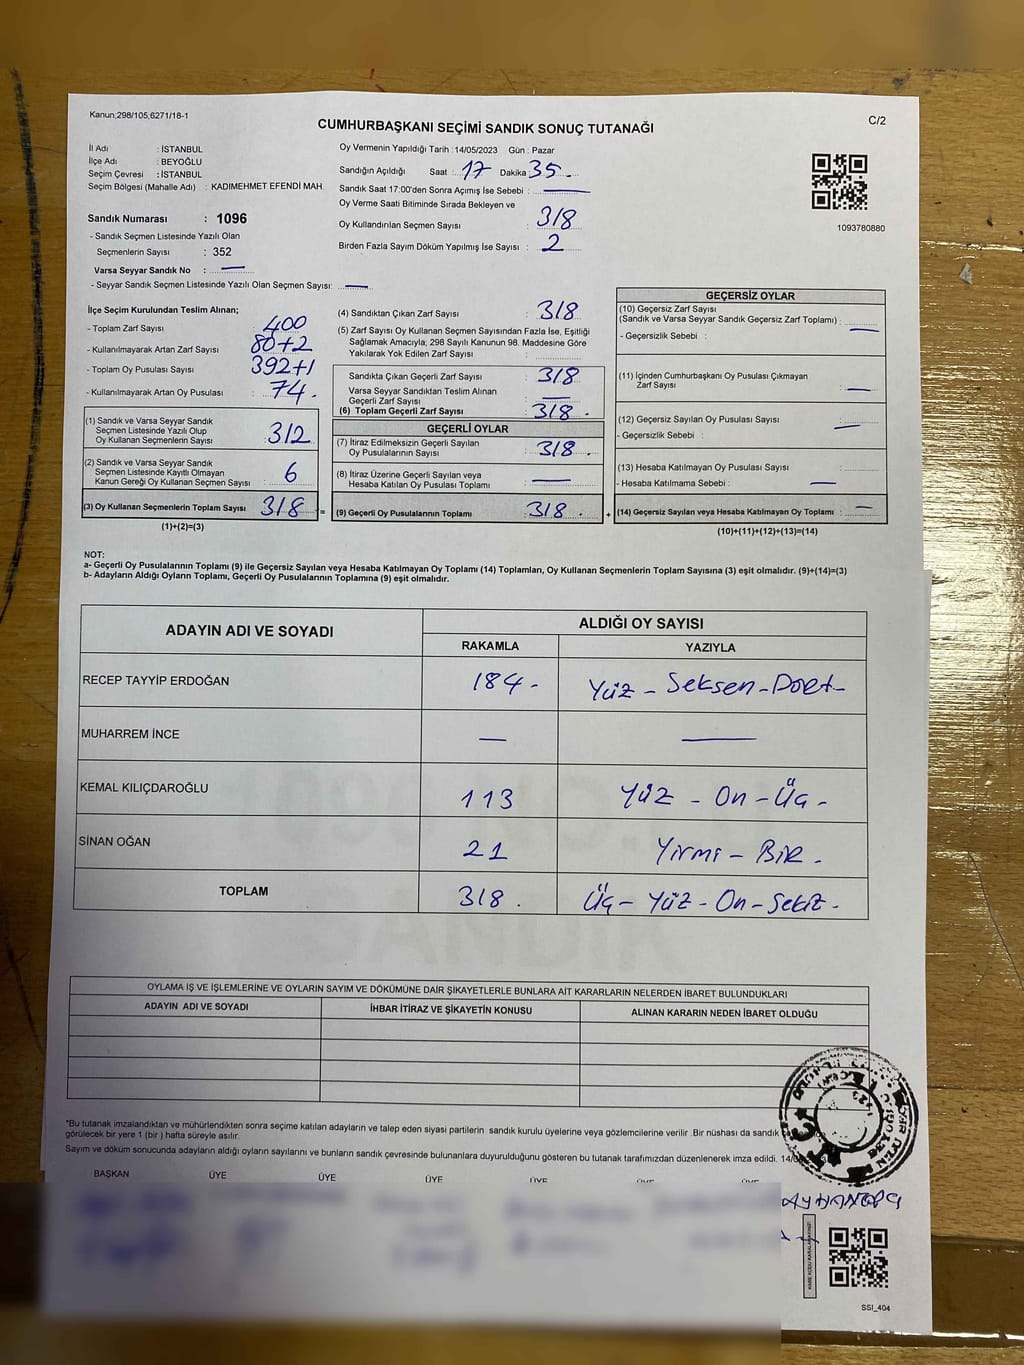 Kanun;298/105,6271/18-1
C/2
CUMHURBAŞKANI SEÇİMİ SANDIK SONUÇ TUTANAĞI
İl Adı : İSTANBUL
İlçe Adı : BEYOĞLU
Seçim Çevresi : İSTANBUL
Seçim Bölgesi (Mahalle Adı) : KADIMEHMET EFENDİ MAH.
Sandık Numarası : 1096
- Sandık Seçmen Listesinde Yazılı Olan
Seçmenlerin Sayısı : 352
Varsa Seyyar Sandık No : —
- Seyyar Sandık Seçmen Listesinde Yazılı Olan Seçmen Sayısı: —
Oy Vermenin Yapıldığı Tarih : 14/05/2023 Gün : Pazar
Sandığın Açıldığı Saat : 17 Dakika : 35.
Sandık Saat 17:00'den Sonra Açımış İse Sebebi : —
Oy Verme Saati Bitiminde Sırada Bekleyen ve
Oy Kullandırılan Seçmen Sayısı : 318
Birden Fazla Sayım Döküm Yapılmış İse Sayısı : 2
1093780880
İlçe Seçim Kurulundan Teslim Alınan;
- Toplam Zarf Sayısı : 400
- Kullanılmayarak Artan Zarf Sayısı : 80+2
- Toplam Oy Pusulası Sayısı : 392+1
- Kullanılmayarak Artan Oy Pusulası : 74.
(1) Sandık ve Varsa Seyyar Sandık
Seçmen Listesinde Yazılı Olup
Oy Kullanan Seçmenlerin Sayısı : 312
(2) Sandık ve Varsa Seyyar Sandık
Seçmen Listesinde Kayıtlı Olmayan
Kanun Gereği Oy Kullanan Seçmen Sayısı : 6
(3) Oy Kullanan Seçmenlerin Toplam Sayısı : 318 =
(1)+(2)=(3)
(4) Sandıktan Çıkan Zarf Sayısı : 318
(5) Zarf Sayısı Oy Kullanan Seçmen Sayısından Fazla İse, Eşitliği
Sağlamak Amacıyla; 298 Sayılı Kanunun 98. Maddesine Göre
Yakılarak Yok Edilen Zarf Sayısı :
Sandıkta Çıkan Geçerli Zarf Sayısı : 318
Varsa Seyyar Sandıktan Teslim Alınan
Geçerli Zarf Sayısı : —
(6) Toplam Geçerli Zarf Sayısı : 318.
GEÇERLİ OYLAR
(7) İtiraz Edilmeksizin Geçerli Sayılan
Oy Pusulalarının Sayısı : 318.
(8) İtiraz Üzerine Geçerli Sayılan veya
Hesaba Katılan Oy Pusulası Toplamı : —
(9) Geçerli Oy Pusulalarının Toplamı : 318. +
GEÇERSİZ OYLAR
(10) Geçersiz Zarf Sayısı
(Sandık ve Varsa Seyyar Sandık Geçersiz Zarf Toplamı) : —
- Geçersizlik Sebebi :
(11) İçinden Cumhurbaşkanı Oy Pusulası Çıkmayan
Zarf Sayısı : —
(12) Geçersiz Sayılan Oy Pusulası Sayısı : —
- Geçersizlik Sebebi :
(13) Hesaba Katılmayan Oy Pusulası Sayısı :
- Hesaba Katılmama Sebebi : —
(14) Geçersiz Sayılan veya Hesaba Katılmayan Oy Toplamı : —
(10)+(11)+(12)+(13)=(14)
NOT:
a- Geçerli Oy Pusulalarının Toplamı (9) ile Geçersiz Sayılan veya Hesaba Katılmayan Oy Toplamı (14) Toplamları, Oy Kullanan Seçmenlerin Toplam Sayısına (3) eşit olmalıdır. (9)+(14)=(3)
b- Adayların Aldığı Oyların Toplamı, Geçerli Oy Pusulalarının Toplamına (9) eşit olmalıdır.
ADAYIN ADI VE SOYADI
ALDIĞI OY SAYISI
RAKAMLA YAZIYLA
RECEP TAYYİP ERDOĞAN 184- Yüz-Seksen-Dört-
MUHARREM İNCE — —
KEMAL KILIÇDAROĞLU 113 Yüz-On-Üç-
SİNAN OĞAN 21 Yirmi-Bir.
TOPLAM 318. Üç-Yüz-On-Sekiz-
OYLAMA İŞ VE İŞLEMLERİNE VE OYLARIN SAYIM VE DÖKÜMÜNE DAİR ŞİKAYETLERLE BUNLARA AİT KARARLARIN NELERDEN İBARET BULUNDUKLARI
ADAYIN ADI VE SOYADI İHBAR İTİRAZ VE ŞİKAYETİN KONUSU ALINAN KARARIN NEDEN İBARET OLDUĞU
*Bu tutanak imzalandıktan ve mühürlendikten sonra seçime katılan adayların ve talep eden siyasi partilerin sandık kurulu üyelerine veya gözlemcilerine verilir .Bir nüshası da sandık
görülecek bir yere 1 (bir ) hafta süreyle asılır.
Sayım ve döküm sonucunda adayların aldığı oyların sayılarını ve bunların sandık çevresinde bulunanlara duyurulduğunu gösteren bu tutanak tarafımızdan düzenlenerek imza edildi. 14/
BAŞKAN ÜYE ÜYE ÜYE ÜYE ÜYE ÜYE
SSI_404